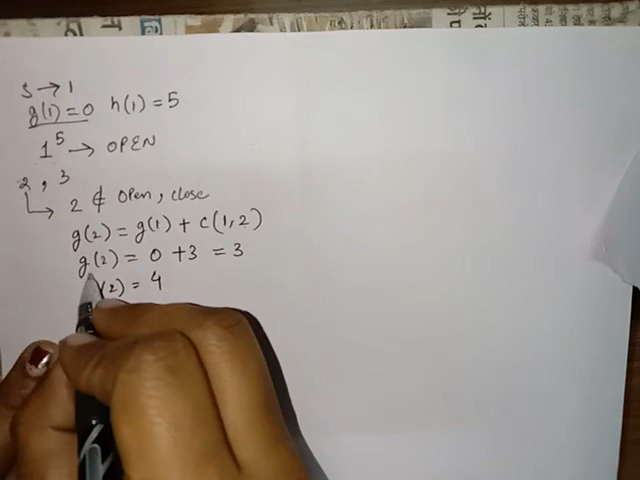 S → 1
g(1) = 0 h(1) = 5
1⁵ → OPEN
2, 3
↳ 2 ∉ Open, close
g(2) = g(1) + c(1,2)
g(2) = 0 + 3 = 3
(2) = 4